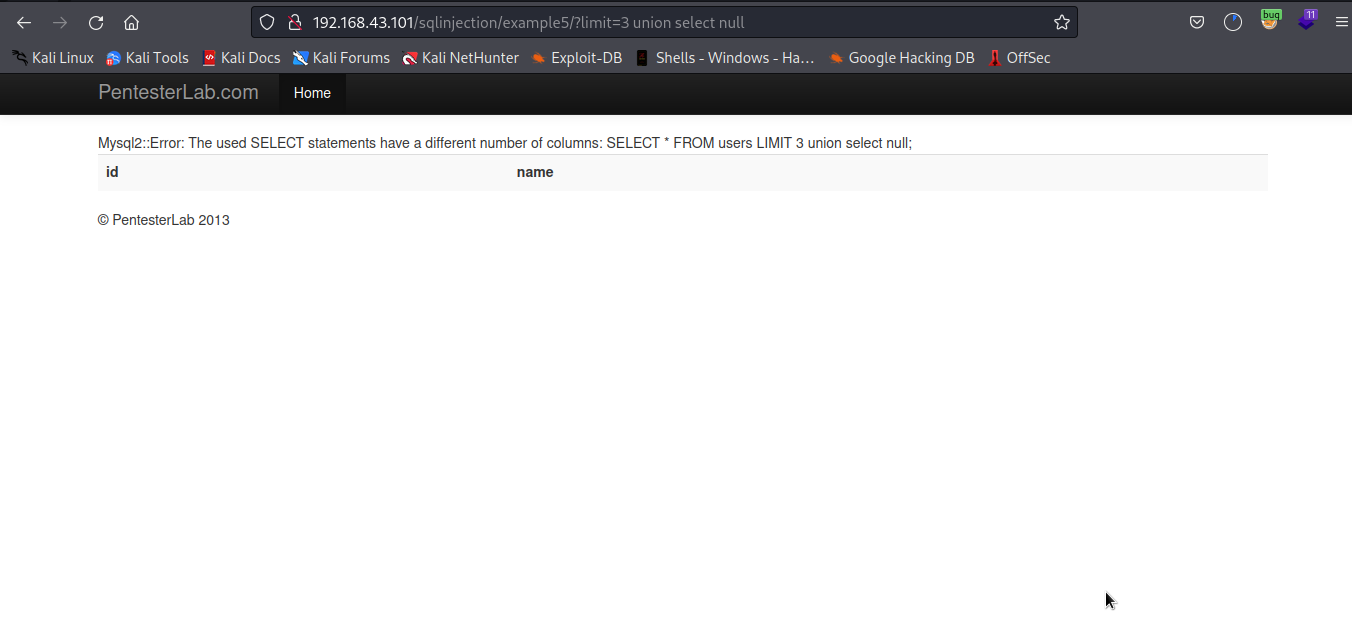 192.168.43.101/sqlinjection/example5/?limit=3 union select null
bug
11
Kali Linux Kali Tools Kali Docs Kali Forums Kali NetHunter Exploit-DB Shells - Windows - Ha… Google Hacking DB OffSec
PentesterLab.com Home
Mysql2::Error: The used SELECT statements have a different number of columns: SELECT * FROM users LIMIT 3 union select null;
id name
© PentesterLab 2013